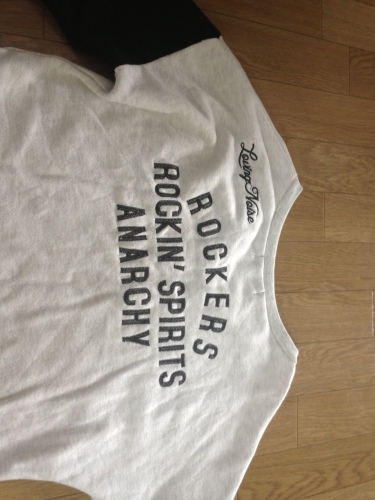 Loving Noise
ROCKERS
ROCKIN' SPIRITS
ANARCHY